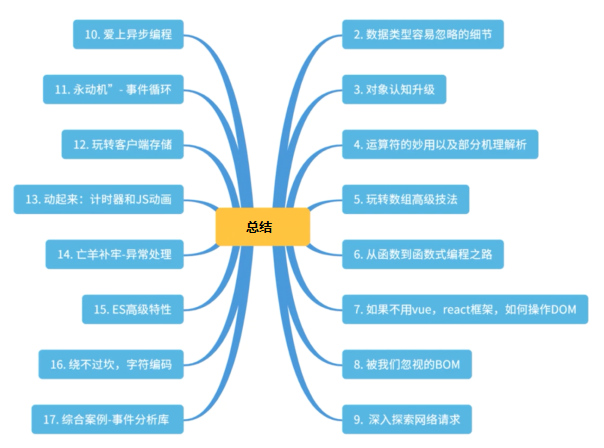 总结
2. 数据类型容易忽略的细节
3. 对象认知升级
4. 运算符的妙用以及部分机理解析
5. 玩转数组高级技法
6. 从函数到函数式编程之路
7. 如果不用vue，react框架，如何操作DOM
8. 被我们忽视的BOM
9. 深入探索网络请求
10. 爱上异步编程
11. 永动机”- 事件循环
12. 玩转客户端存储
13. 动起来：计时器和JS动画
14. 亡羊补牢-异常处理
15. ES高级特性
16. 绕不过坎，字符编码
17. 综合案例-事件分析库